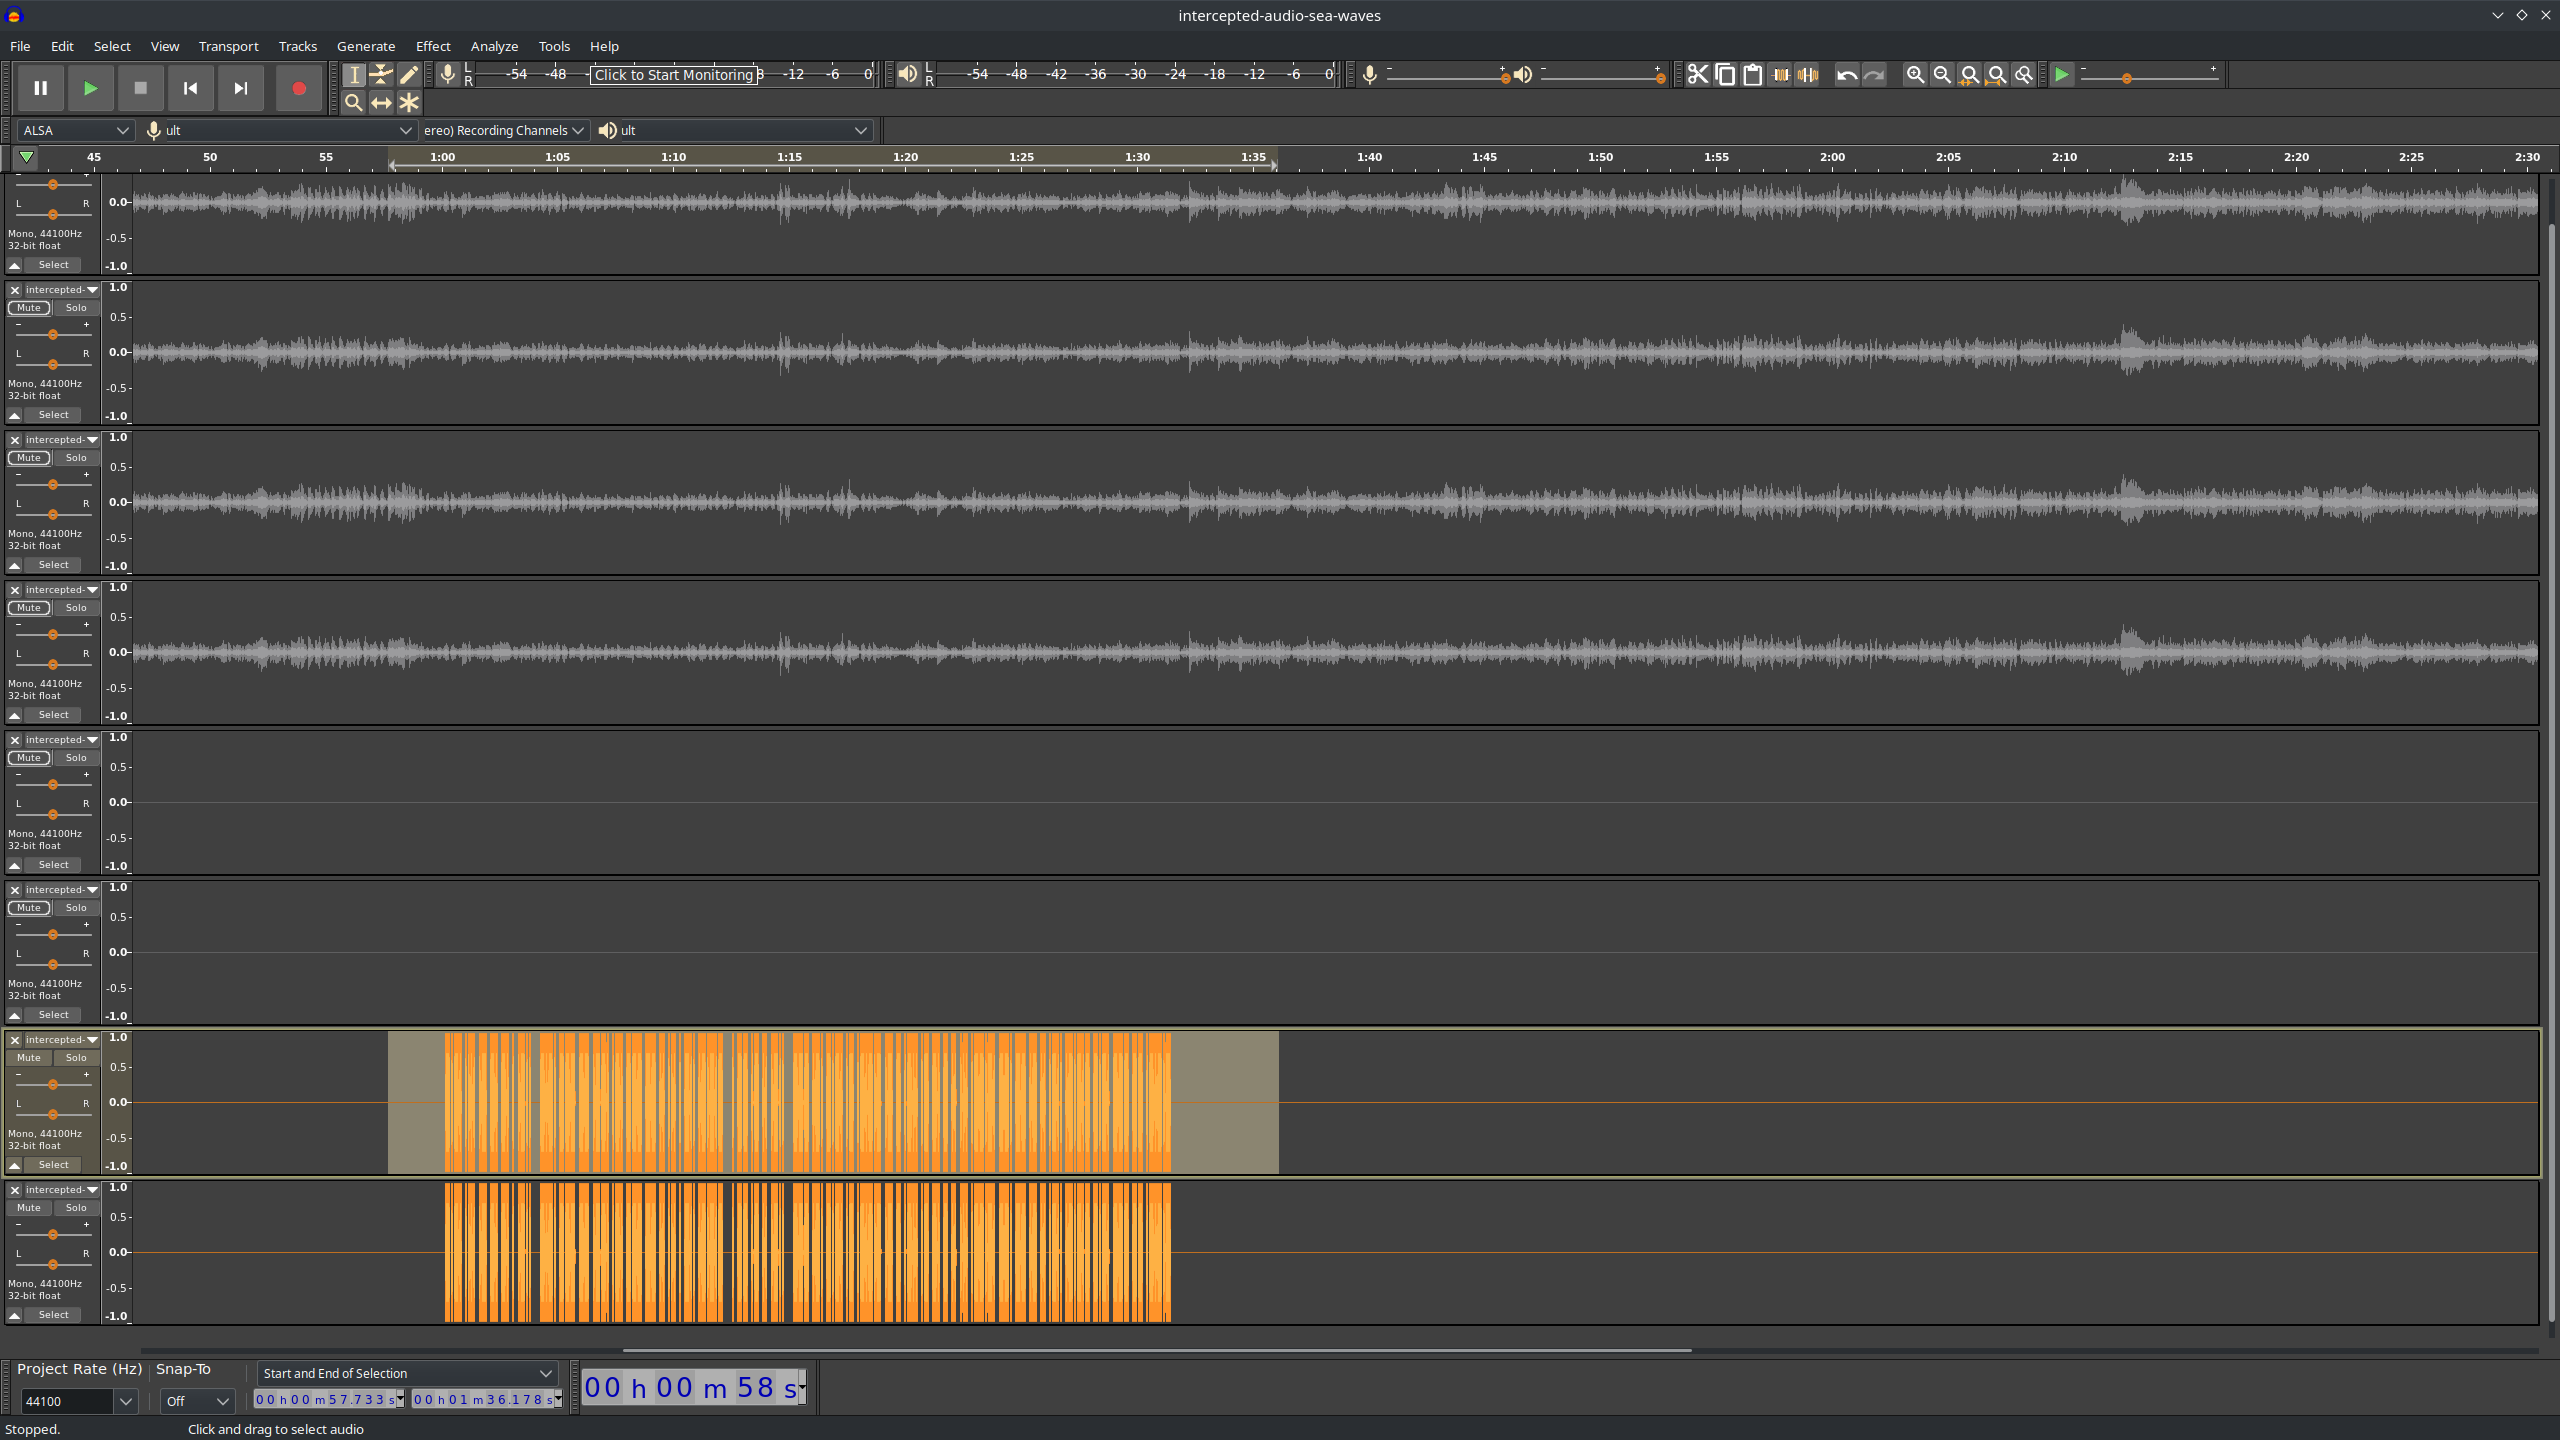 intercepted-audio-sea-waves
File Edit Select View Transport Tracks Generate Effect Analyze Tools Help
L R -54 -48 Click to Start Monitoring 8 -12 -6 0 L R -54 -48 -42 -36 -30 -24 -18 -12 -6 0
ALSA ult ereo) Recording Channels ult
45 50 55 1:00 1:05 1:10 1:15 1:20 1:25 1:30 1:35 1:40 1:45 1:50 1:55 2:00 2:05 2:10 2:15 2:20 2:25 2:30
L R 0.0
Mono, 44100Hz -0.5
32-bit float
Select -1.0
intercepted- 1.0
Mute Solo 0.5
- +
L R 0.0
Mono, 44100Hz -0.5
32-bit float
Select -1.0
intercepted- 1.0
Mute Solo 0.5
- +
L R 0.0
Mono, 44100Hz -0.5
32-bit float
Select -1.0
intercepted- 1.0
Mute Solo 0.5
- +
L R 0.0
Mono, 44100Hz -0.5
32-bit float
Select -1.0
intercepted- 1.0
Mute Solo 0.5
- +
L R 0.0
Mono, 44100Hz -0.5
32-bit float
Select -1.0
intercepted- 1.0
Mute Solo 0.5
- +
L R 0.0
Mono, 44100Hz -0.5
32-bit float
Select -1.0
intercepted- 1.0
Mute Solo 0.5
- +
L R 0.0
Mono, 44100Hz -0.5
32-bit float
Select -1.0
intercepted- 1.0
Mute Solo 0.5
- +
L R 0.0
Mono, 44100Hz -0.5
32-bit float
Select -1.0
Project Rate (Hz) Snap-To Start and End of Selection
44100 Off 00 h 00 m 57.733 s 00 h 01 m 36.178 s 00 h 00 m 58 s
Stopped. Click and drag to select audio